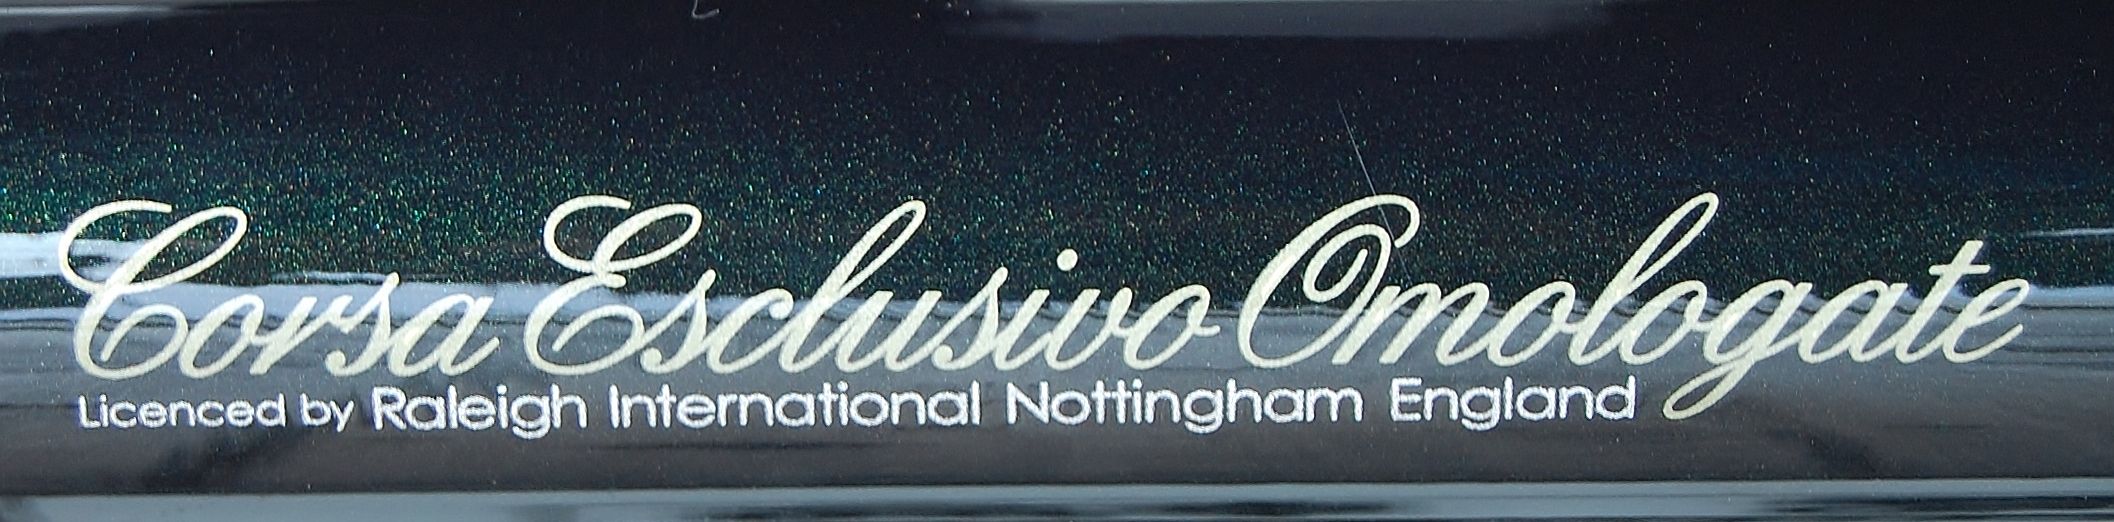 Corsa Esclusivo Omologate
Licenced by Raleigh International Nottingham England